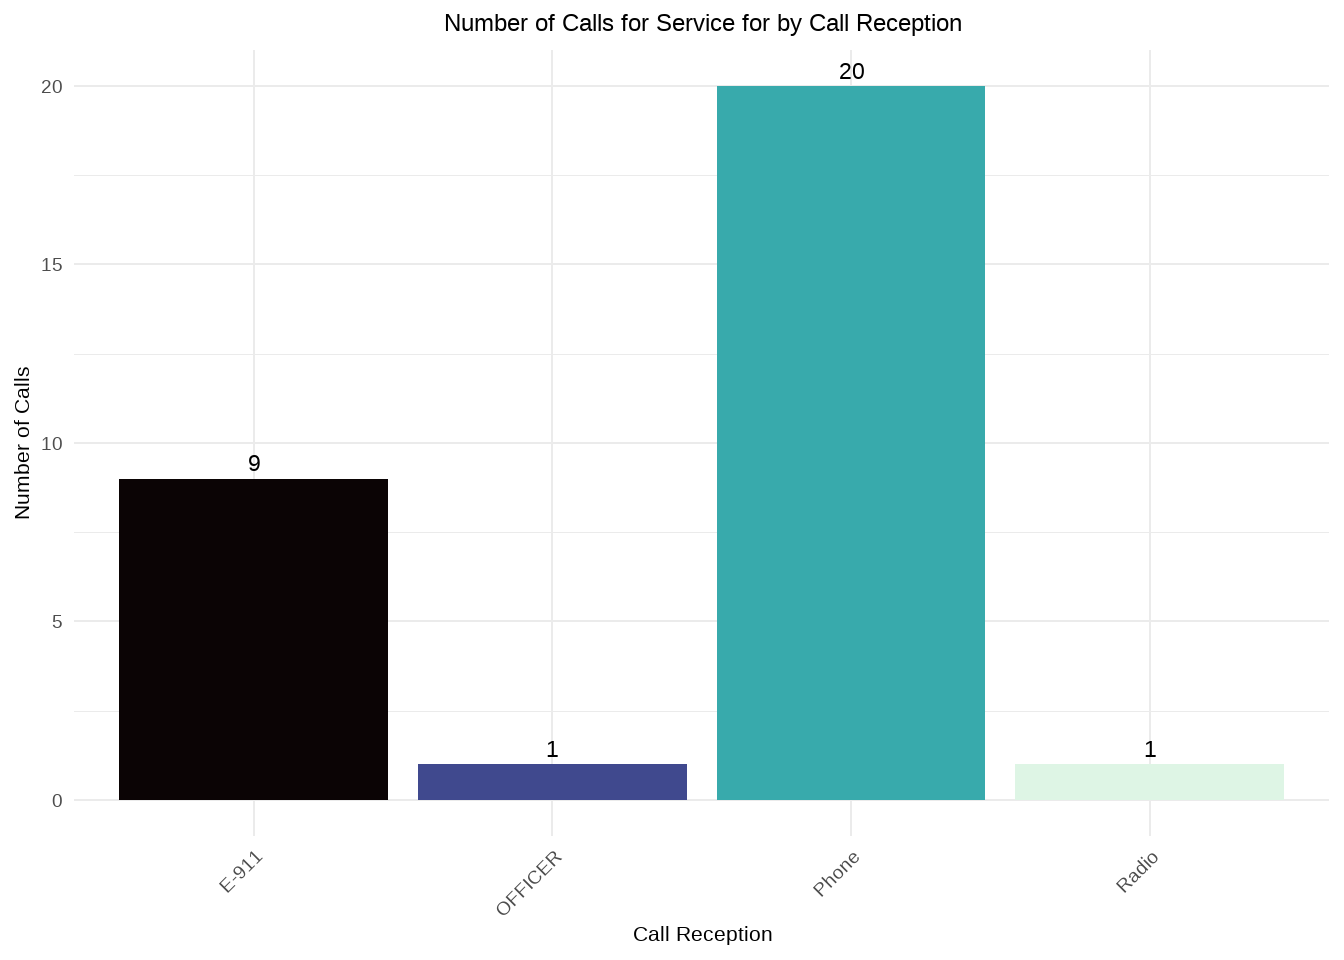 Number of Calls for Service for by Call Reception
20
20
15
10
9
5
1
1
0
Number of Calls
E-911
OFFICER
Phone
Radio
Call Reception